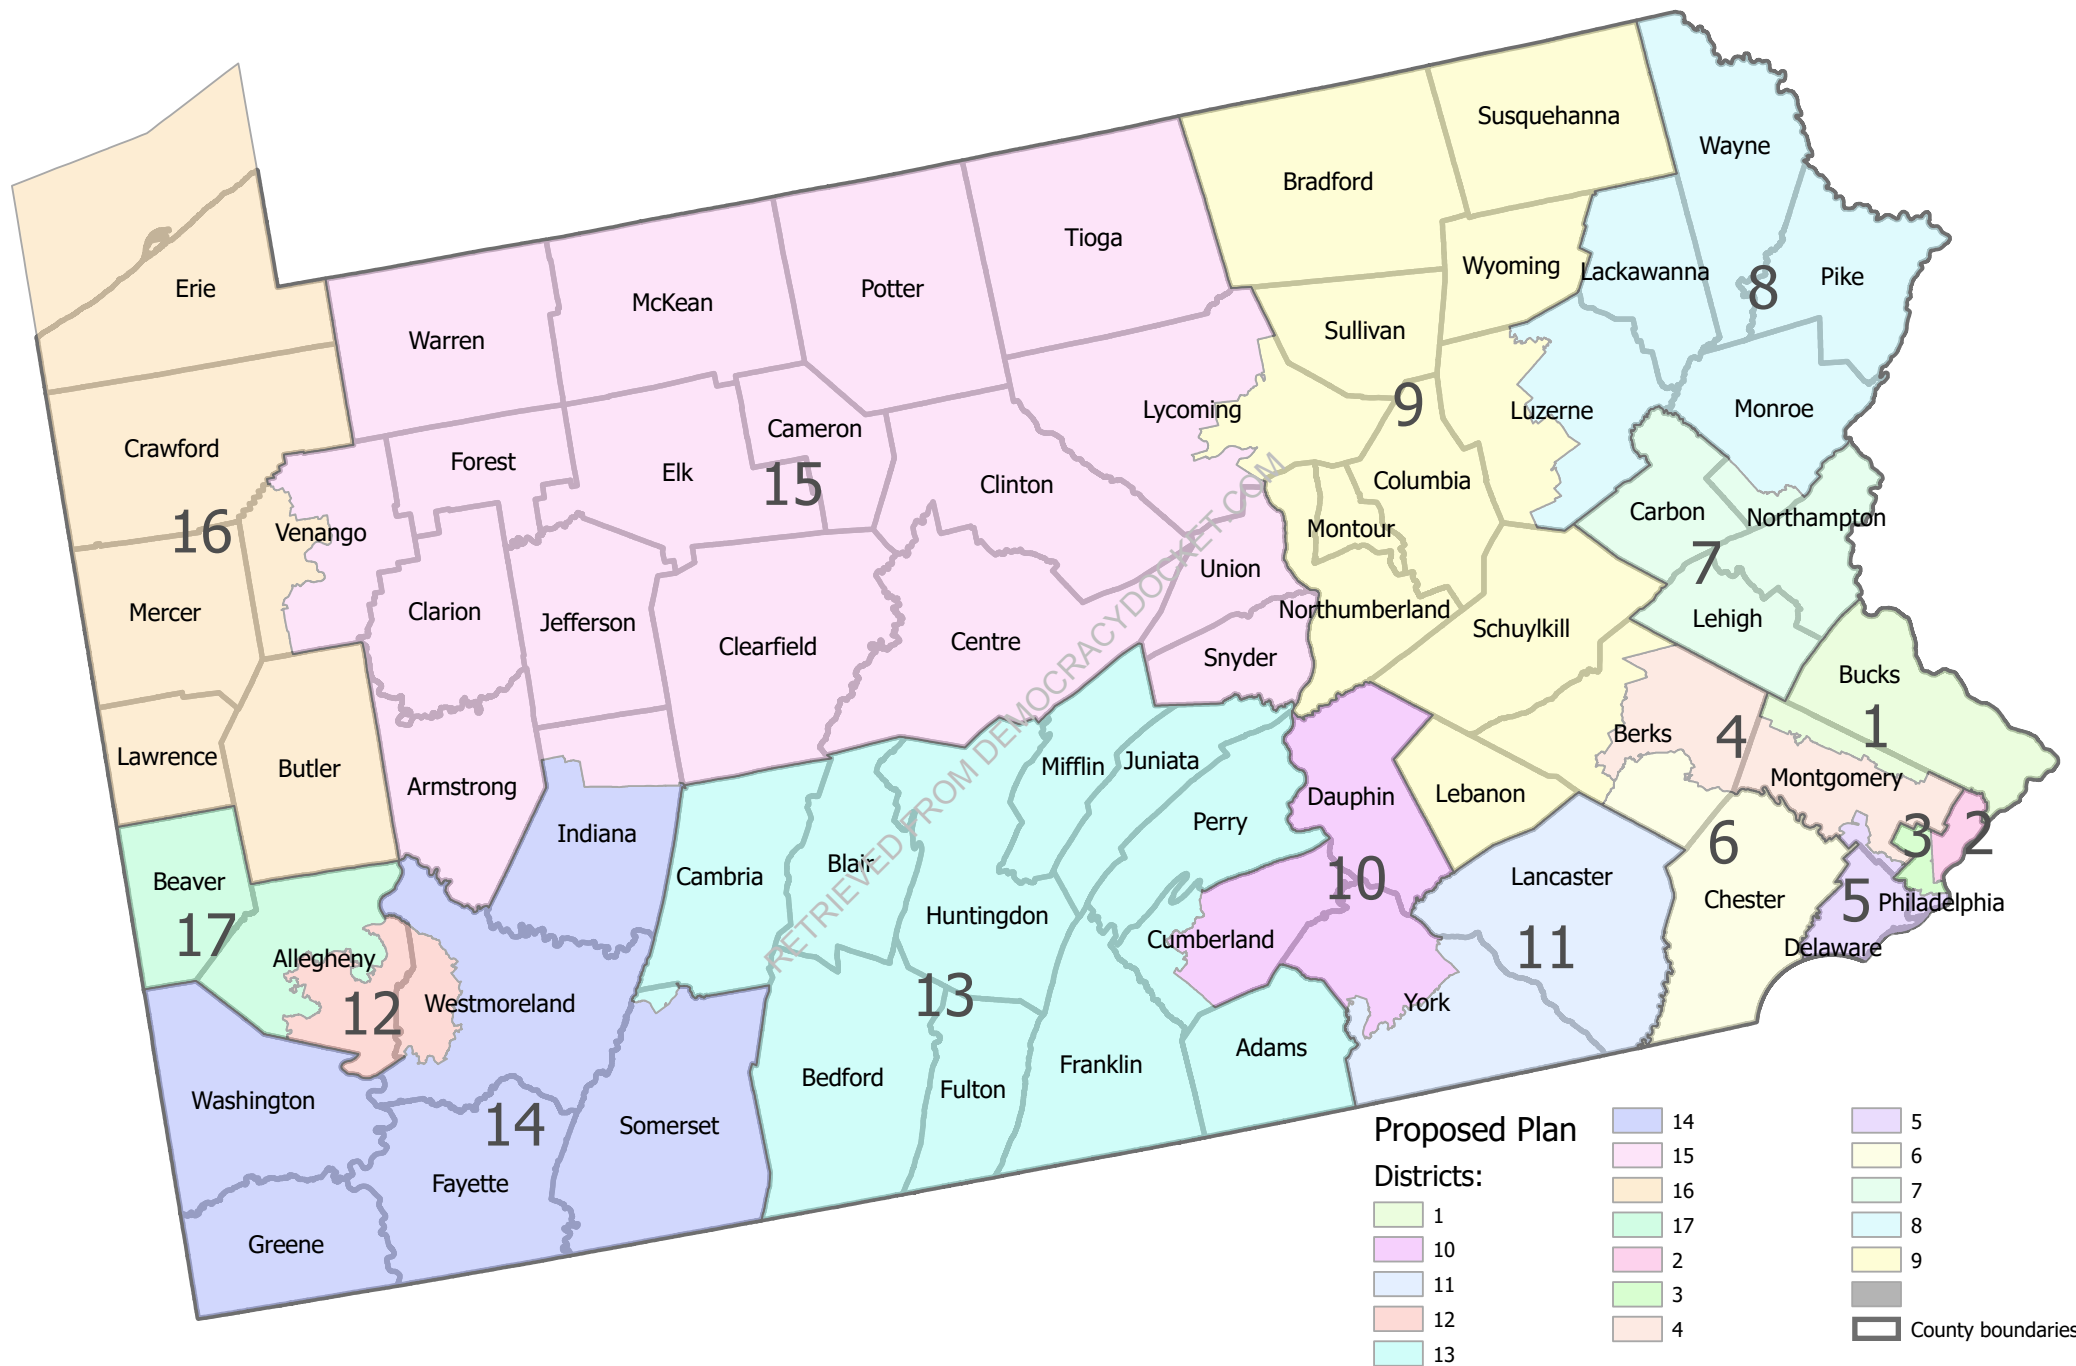 Susquehanna
Wayne
Bradford
Tioga
Wyoming
Lackawanna
Pike
8
Erie
McKean
Potter
Sullivan
Warren
Lycoming
9
Luzerne
Monroe
Crawford
Forest
Cameron
Elk
15
Clinton
Columbia
16
Venango
Montour
Carbon
Northampton
Union
7
Mercer
Clarion
Jefferson
Clearfield
Centre
Northumberland
Schuylkill
Lehigh
Snyder
Bucks
1
Lawrence
Butler
Armstrong
Mifflin
Juniata
Berks
4
Montgomery
Dauphin
Lebanon
Perry
Indiana
3
2
6
Beaver
Cambria
Blair
Huntingdon
10
Lancaster
Chester
5
Philadelphia
17
Allegheny
Cumberland
11
Delaware
12
Westmoreland
13
York
Washington
14
Somerset
Bedford
Fulton
Franklin
Adams
Fayette
Greene
RETRIEVED FROM DEMOCRACYDOCKET.COM
Proposed Plan
Districts:
1
10
11
12
13
14
15
16
17
2
3
4
5
6
7
8
9
County boundaries